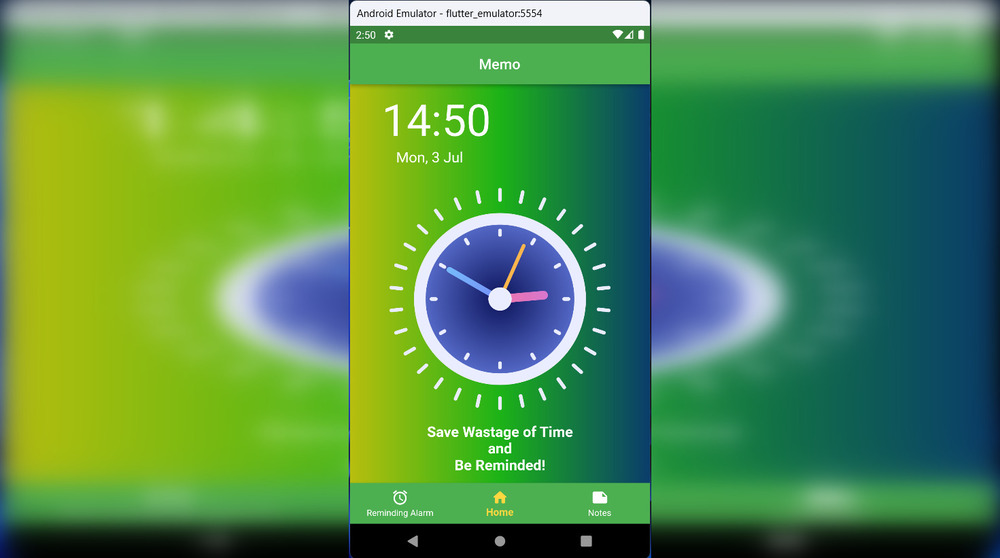 Android Emulator - flutter_emulator:5554
2:50
Memo
14:50
Mon, 3 Jul
Save Wastage of Time
and
Be Reminded!
Reminding Alarm
Home
Notes